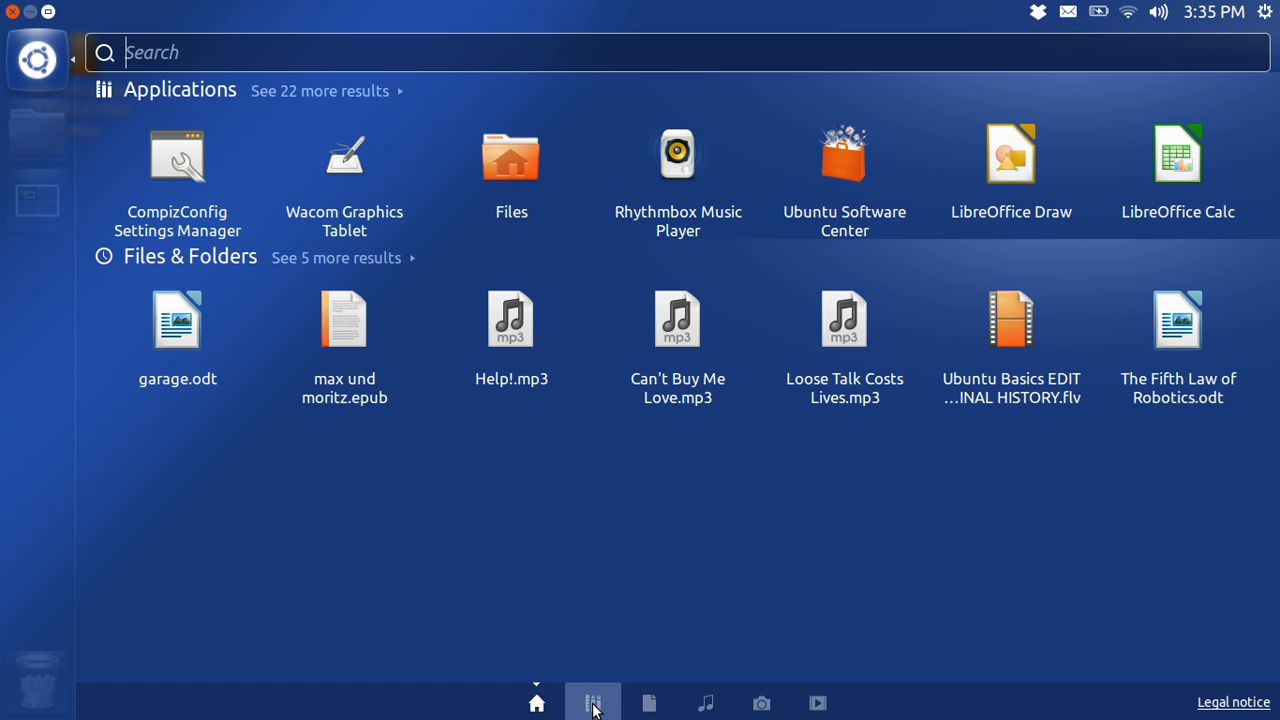 3:35 PM
Search
Applications See 22 more results
CompizConfig
Settings Manager
Wacom Graphics
Tablet
Files
Rhythmbox Music
Player
Ubuntu Software
Center
LibreOffice Draw
LibreOffice Calc
Files & Folders See 5 more results
garage.odt
max und
moritz.epub
mp3
Help!.mp3
mp3
Can't Buy Me
Love.mp3
mp3
Loose Talk Costs
Lives.mp3
Ubuntu Basics EDIT
...INAL HISTORY.flv
The Fifth Law of
Robotics.odt
Legal notice